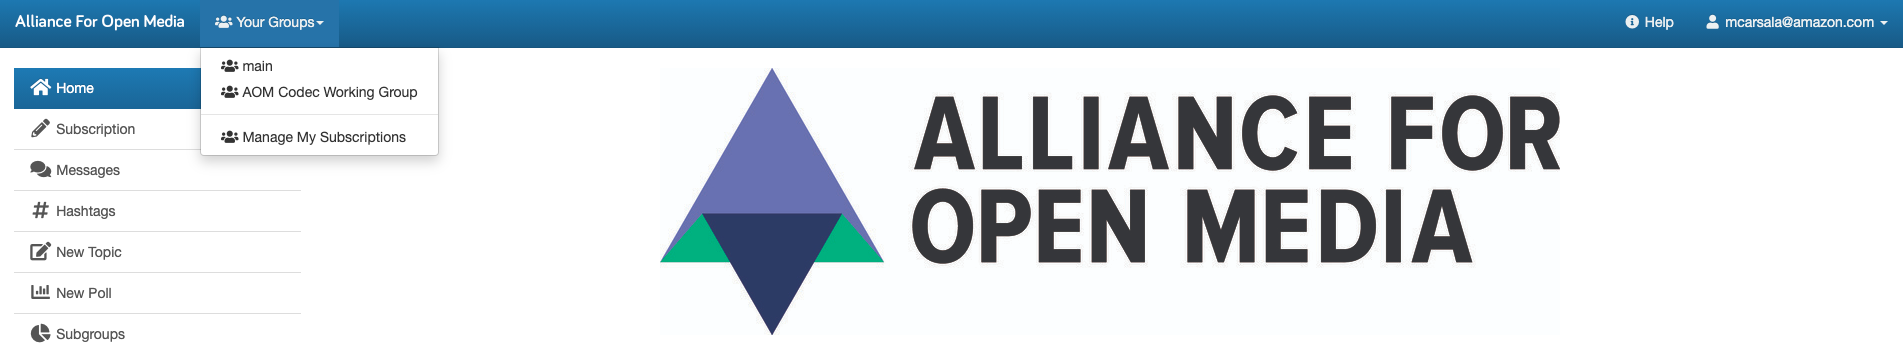 Alliance For Open Media
Your Groups
Help
mcarsala@amazon.com
main
AOM Codec Working Group
Manage My Subscriptions
Home
Subscription
Messages
Hashtags
New Topic
New Poll
Subgroups
ALLIANCE FOR
OPEN MEDIA